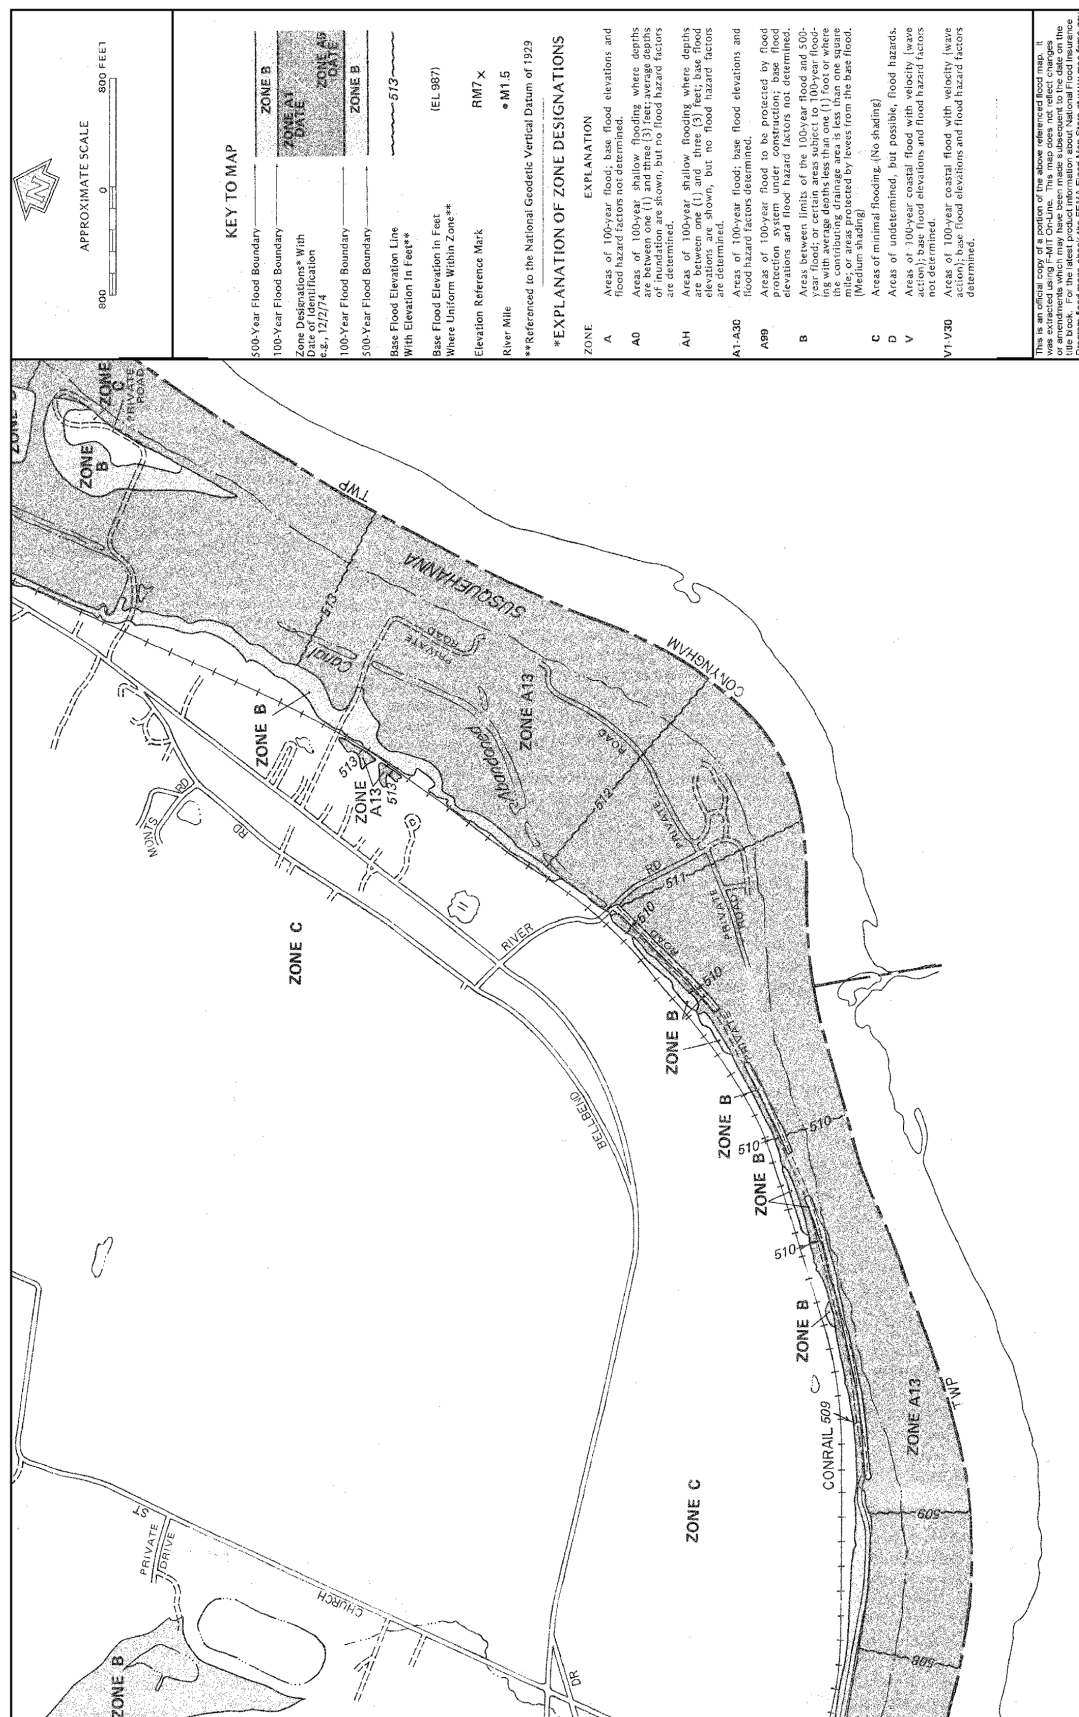 N
APPROXIMATE SCALE
800 0 800 FEET
KEY TO MAP
500-Year Flood Boundary
ZONE B
100-Year Flood Boundary
ZONE A1
DATE
Zone Designations* With
Date of Identification
e.g., 12/2/74
ZONE A5
DATE
100-Year Flood Boundary
ZONE B
500-Year Flood Boundary
Base Flood Elevation Line
With Elevation In Feet**
513
Base Flood Elevation in Feet
Where Uniform Within Zone**
(EL 987)
Elevation Reference Mark
RM7×
River Mile
•M1.5
**Referenced to the National Geodetic Vertical Datum of 1929
*EXPLANATION OF ZONE DESIGNATIONS
ZONE EXPLANATION
A Areas of 100-year flood; base flood elevations and
flood hazard factors not determined.
A0 Areas of 100-year shallow flooding where depths
are between one (1) and three (3) feet; average depths
of inundation are shown, but no flood hazard factors
are determined.
AH Areas of 100-year shallow flooding where depths
are between one (1) and three (3) feet; base flood
elevations are shown, but no flood hazard factors
are determined.
A1-A30 Areas of 100-year flood; base flood elevations and
flood hazard factors determined.
A99 Areas of 100-year flood to be protected by flood
protection system under construction; base flood
elevations and flood hazard factors not determined.
B Areas between limits of the 100-year flood and 500-
year flood; or certain areas subject to 100-year flood-
ing with average depths less than one (1) foot or where
the contributing drainage area is less than one square
mile; or areas protected by levees from the base flood.
(Medium shading)
C Areas of minimal flooding. (No shading)
D Areas of undetermined, but possible, flood hazards.
V Areas of 100-year coastal flood with velocity (wave
action); base flood elevations and flood hazard factors
not determined.
V1-V30 Areas of 100-year coastal flood with velocity (wave
action); base flood elevations and flood hazard factors
determined.
This is an official copy of a portion of the above referenced flood map. It
was extracted using F-MIT On-Line. This map does not reflect changes
or amendments which may have been made subsequent to the date on the
title block. For the latest product information about National Flood Insurance
ZONE
C
PRIVATE
ROAD
ZONE
B
TWP
SUSQUEHANNA
513
Canal
PRIVATE
ROAD
CONYNGHAM
ZONE B
ZONE A13
Abandoned
513
ZONE
A13
513
MONTS
RD
RD
PRIVATE
ROAD
512
11
RIVER
RD
511
PRIVATE
ROAD
510
ROAD
PRIVATE
510
ZONE C
ZONE B
BELLBEND
ZONE B
510
510
ZONE B
510
ZONE B
CONRAIL
509
ZONE A13
TWP
ZONE C
509
508
PRIVATE
DRIVE
ST
CHURCH
DR
ZONE B